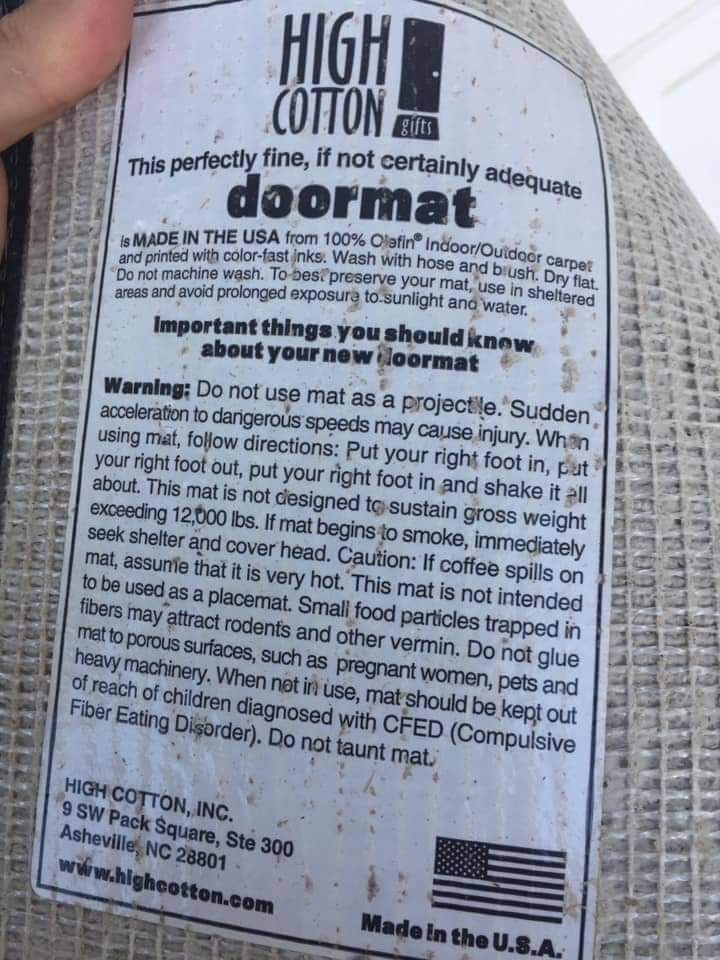 HIGH
COTTON
gifts
This perfectly fine, if not certainly adequate
doormat
is MADE IN THE USA from 100% Olefin® Indoor/Outdoor carpet
and printed with color-fast inks. Wash with hose and brush. Dry flat.
Do not machine wash. To best preserve your mat, use in sheltered
areas and avoid prolonged exposure to sunlight and water.
Important things you should know
about your new doormat
Warning: Do not use mat as a projectile. Sudden
acceleration to dangerous speeds may cause injury. When
using mat, follow directions: Put your right foot in, put
your right foot out, put your right foot in and shake it all
about. This mat is not designed to sustain gross weight
exceeding 12,000 lbs. If mat begins to smoke, immediately
seek shelter and cover head. Caution: If coffee spills on
mat, assume that it is very hot. This mat is not intended
to be used as a placemat. Small food particles trapped in
fibers may attract rodents and other vermin. Do not glue
mat to porous surfaces, such as pregnant women, pets and
heavy machinery. When not in use, mat should be kept out
of reach of children diagnosed with CFED (Compulsive
Fiber Eating Disorder). Do not taunt mat.
HIGH COTTON, INC.
9 SW Pack Square, Ste 300
Asheville, NC 28801
www.highcotton.com
Made in the U.S.A.